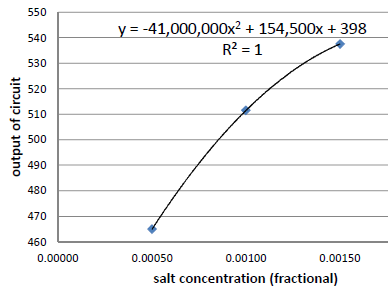 550
540
530
520
510
500
490
480
470
460
output of circuit
y = -41,000,000x² + 154,500x + 398
R² = 1
0.00000 0.00050 0.00100 0.00150
salt concentration (fractional)